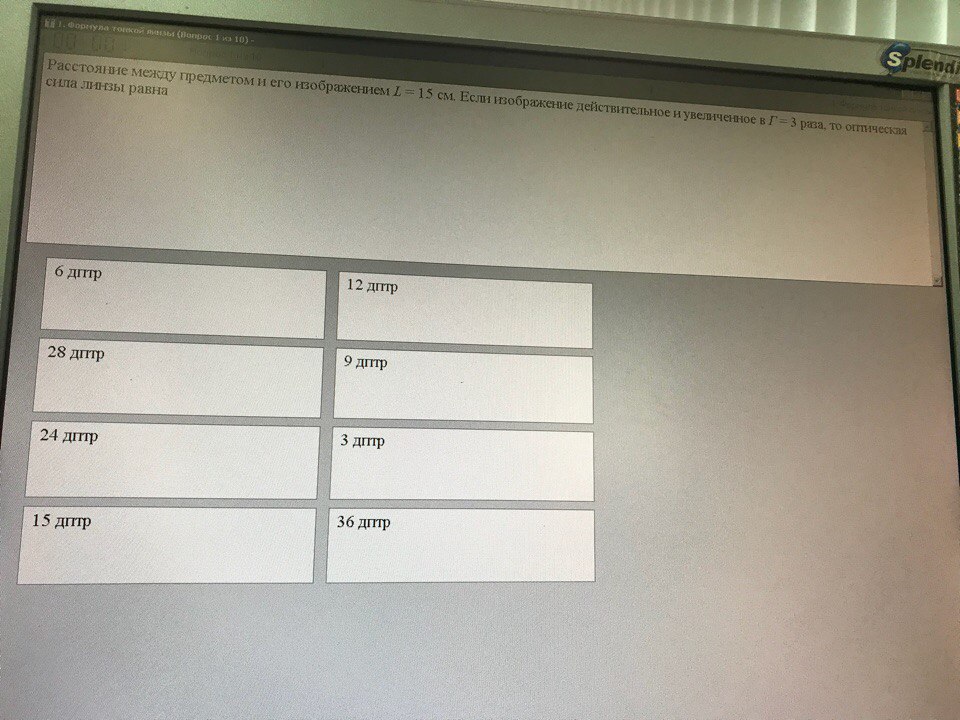 1. Формула тонкой линзы (Вопрос 1 из 10) -
Splend
Расстояние между предметом и его изображением L = 15 см. Если изображение действительное и увеличенное в Г = 3 раза, то оптическая
сила линзы равна
6 дптр
12 дптр
28 дптр
9 дптр
24 дптр
3 дптр
15 дптр
36 дптр